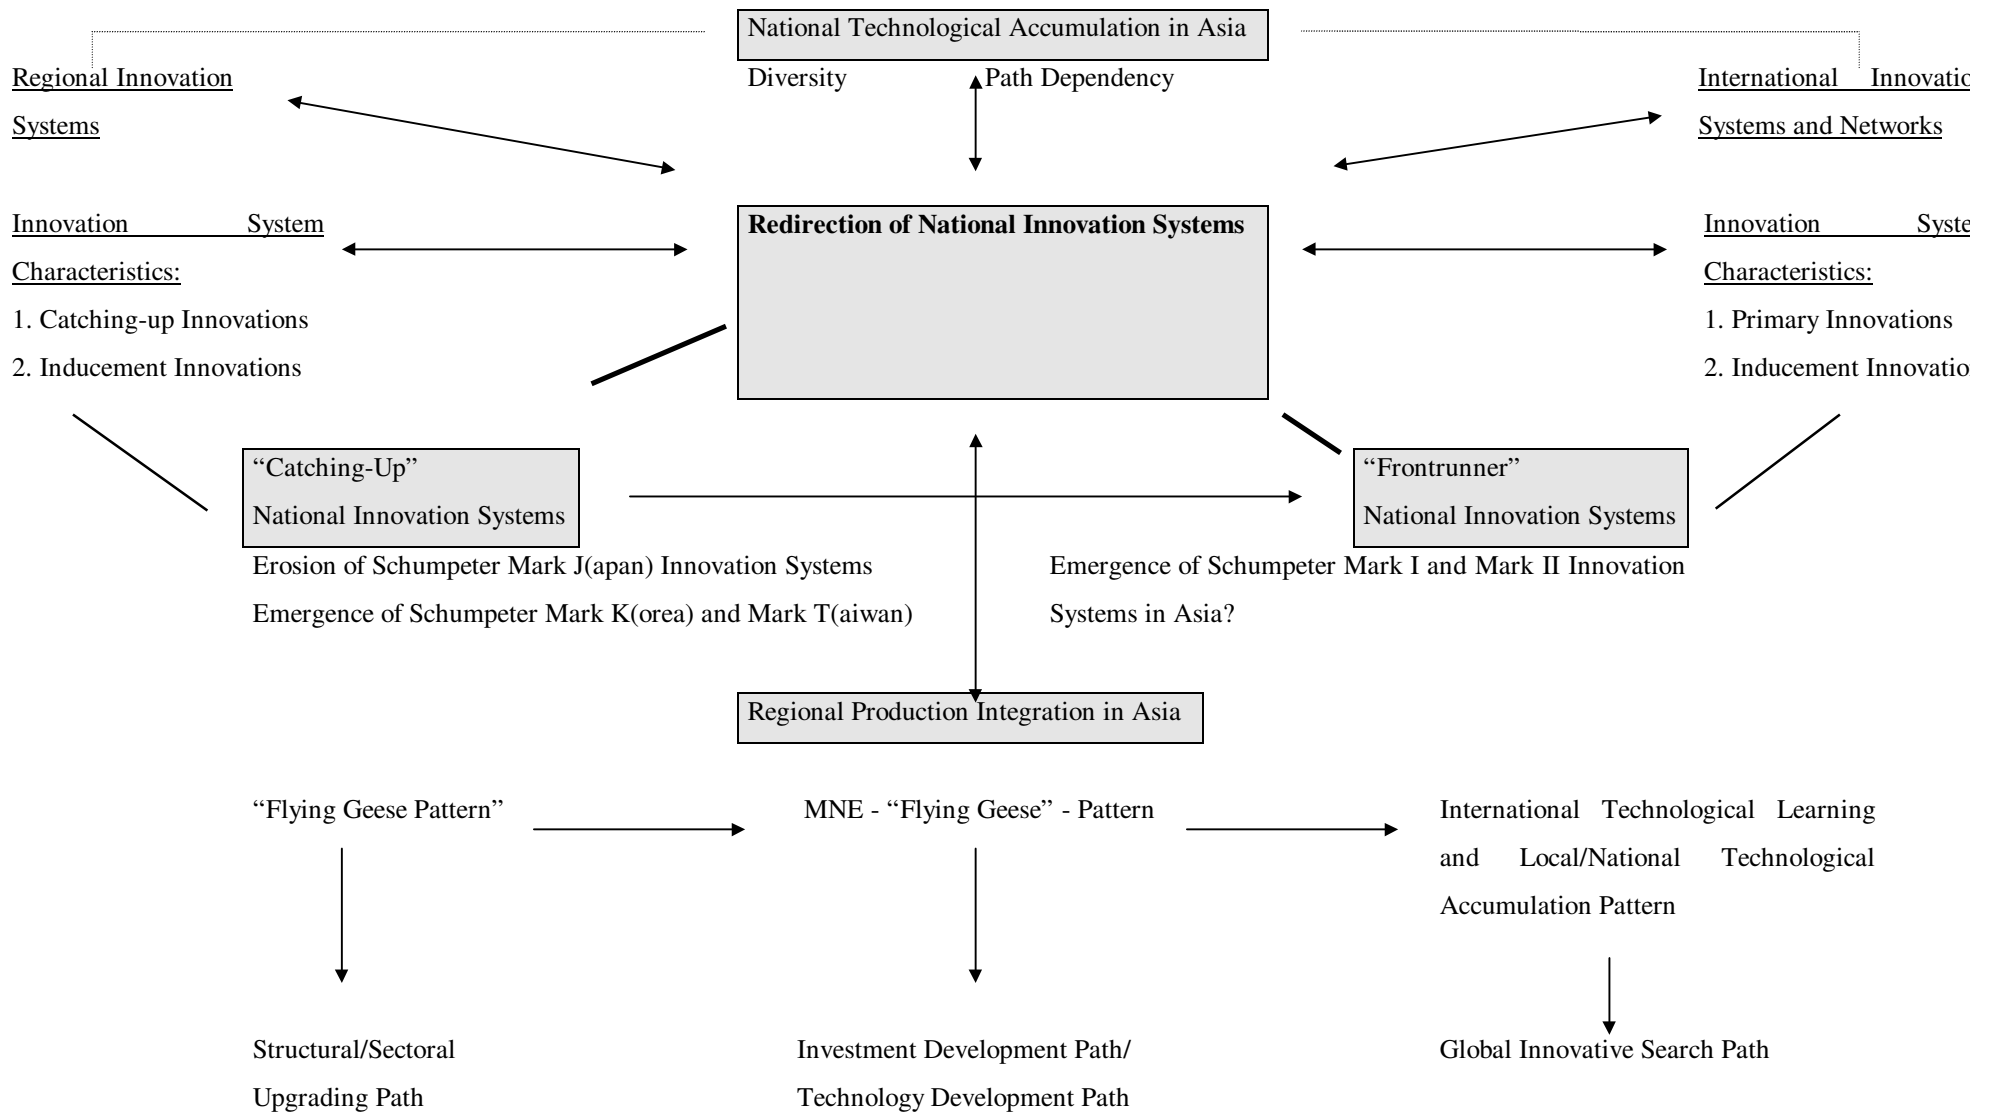 National Technological Accumulation in Asia
Regional Innovation
Systems
Diversity Path Dependency
International Innovatio
Systems and Networks
Innovation System
Characteristics:
1. Catching-up Innovations
2. Inducement Innovations
Redirection of National Innovation Systems
Innovation Syste
Characteristics:
1. Primary Innovations
2. Inducement Innovatio
“Catching-Up”
National Innovation Systems
“Frontrunner”
National Innovation Systems
Erosion of Schumpeter Mark J(apan) Innovation Systems
Emergence of Schumpeter Mark K(orea) and Mark T(aiwan)
Emergence of Schumpeter Mark I and Mark II Innovation
Systems in Asia?
Regional Production Integration in Asia
“Flying Geese Pattern”
MNE - “Flying Geese” - Pattern
International Technological Learning
and Local/National Technological
Accumulation Pattern
Structural/Sectoral
Upgrading Path
Investment Development Path/
Technology Development Path
Global Innovative Search Path